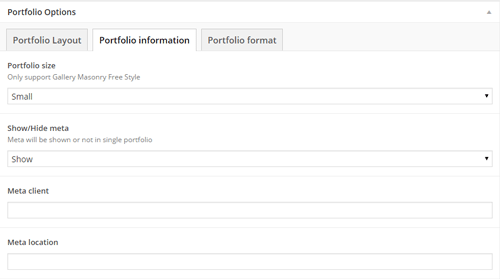 Portfolio Options
Portfolio Layout
Portfolio information
Portfolio format
Portfolio size
Only support Gallery Masonry Free Style
Small
Show/Hide meta
Meta will be shown or not in single portfolio
Show
Meta client
Meta location